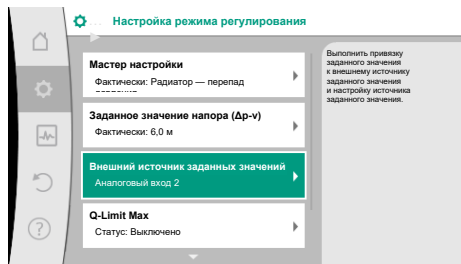 Настройка режима регулирования
Мастер настройки
Фактически: Радиатор — перепад
Заданное значение напора (Δp-v)
Фактически: 6,0 м
Внешний источник заданных значений
Аналоговый вход 2
Q-Limit Max
Статус: Выключено
Выполнить привязку
заданного значения
к внешнему источнику
заданного значения
и настройку источника
заданного значения.